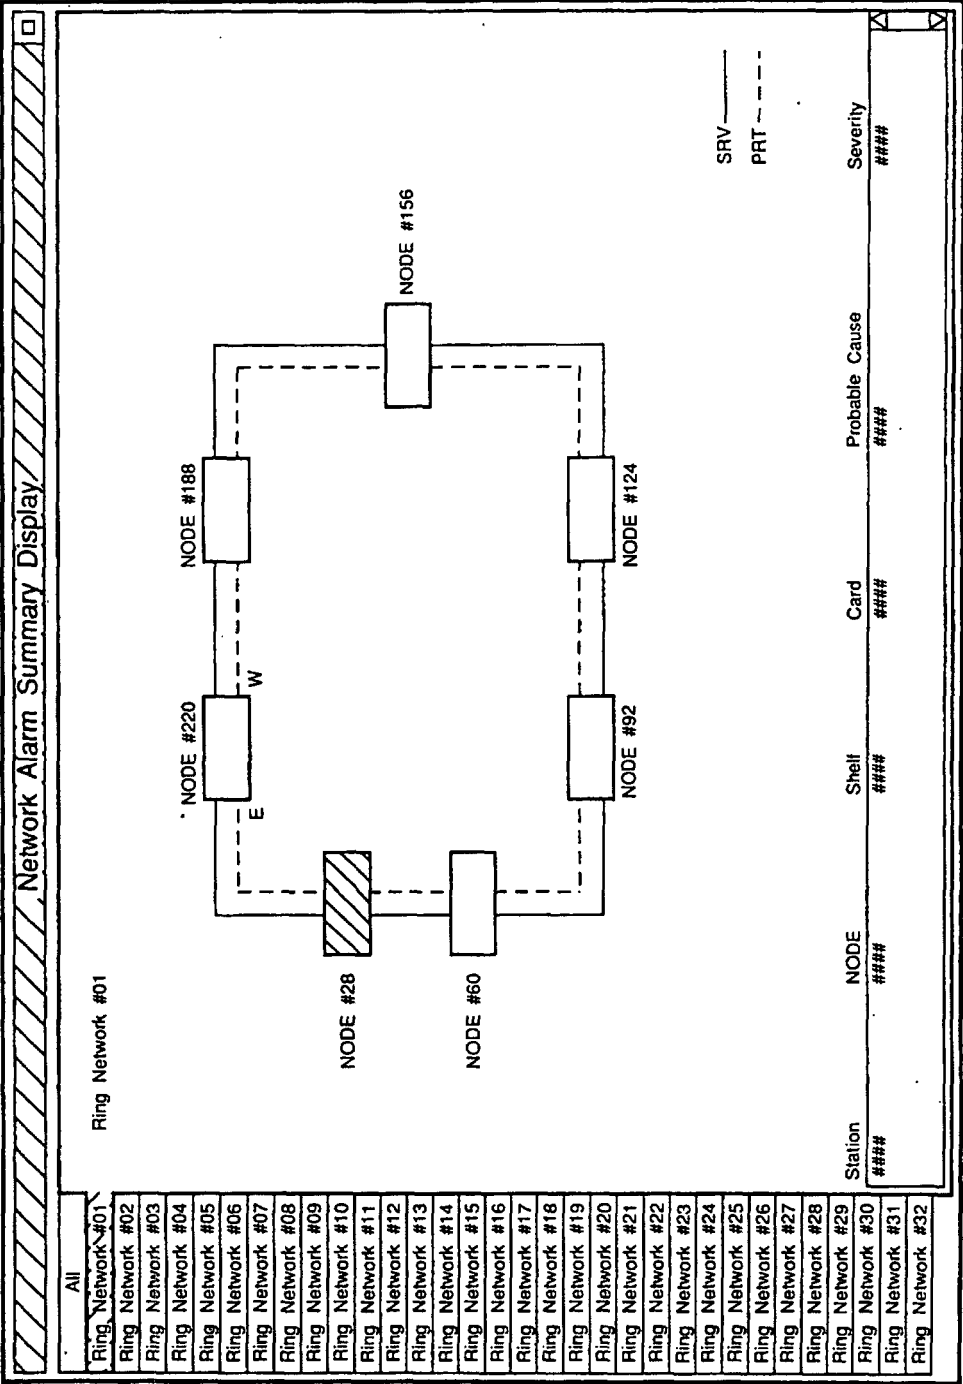 Network Alarm Summary Display
All
Ring Network #01
Ring Network #02
Ring Network #03
Ring Network #04
Ring Network #05
Ring Network #06
Ring Network #07
Ring Network #08
Ring Network #09
Ring Network #10
Ring Network #11
Ring Network #12
Ring Network #13
Ring Network #14
Ring Network #15
Ring Network #16
Ring Network #17
Ring Network #18
Ring Network #19
Ring Network #20
Ring Network #21
Ring Network #22
Ring Network #23
Ring Network #24
Ring Network #25
Ring Network #26
Ring Network #27
Ring Network #28
Ring Network #29
Ring Network #30
Ring Network #31
Ring Network #32
Ring Network #01
NODE #220
NODE #188
E
W
NODE #28
NODE #156
NODE #60
NODE #92
NODE #124
SRV
PRT
Station NODE Shelf Card Probable Cause Severity
#### #### #### #### #### ####